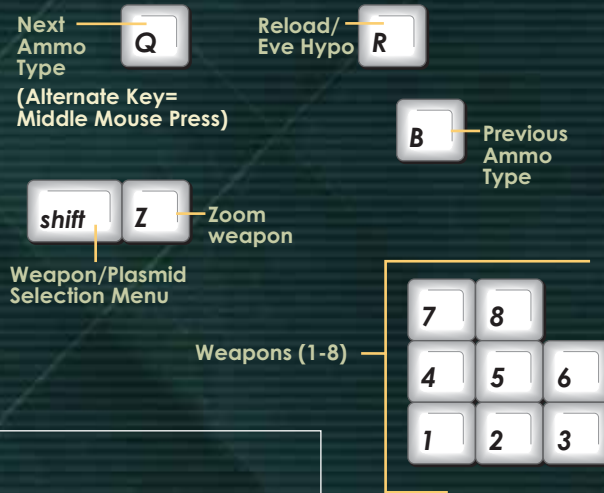 Next
Ammo
Type
Q
(Alternate Key=
Middle Mouse Press)
Reload/
Eve Hypo
R
B
Previous
Ammo
Type
shift
Z
Zoom
weapon
Weapon/Plasmid
Selection Menu
Weapons (1-8)
7 8
4 5 6
1 2 3